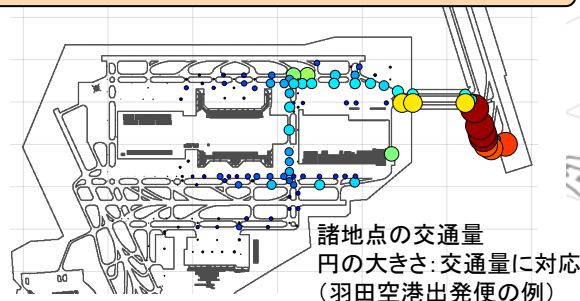 諸地点の交通量
円の大きさ:交通量に対応
(羽田空港出発便の例)